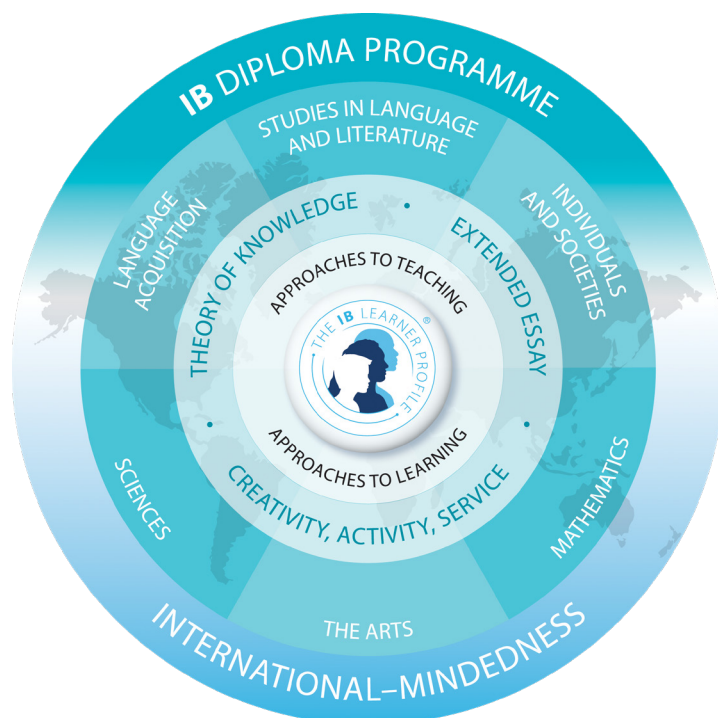 IB DIPLOMA PROGRAMME
STUDIES IN LANGUAGE
AND LITERATURE
LANGUAGE
ACQUISITION
INDIVIDUALS
AND SOCIETIES
THEORY OF KNOWLEDGE
•
EXTENDED ESSAY
APPROACHES TO TEACHING
THE IB LEARNER PROFILE ®
APPROACHES TO LEARNING
•
•
CREATIVITY, ACTIVITY, SERVICE
SCIENCES
MATHEMATICS
THE ARTS
INTERNATIONAL–MINDEDNESS